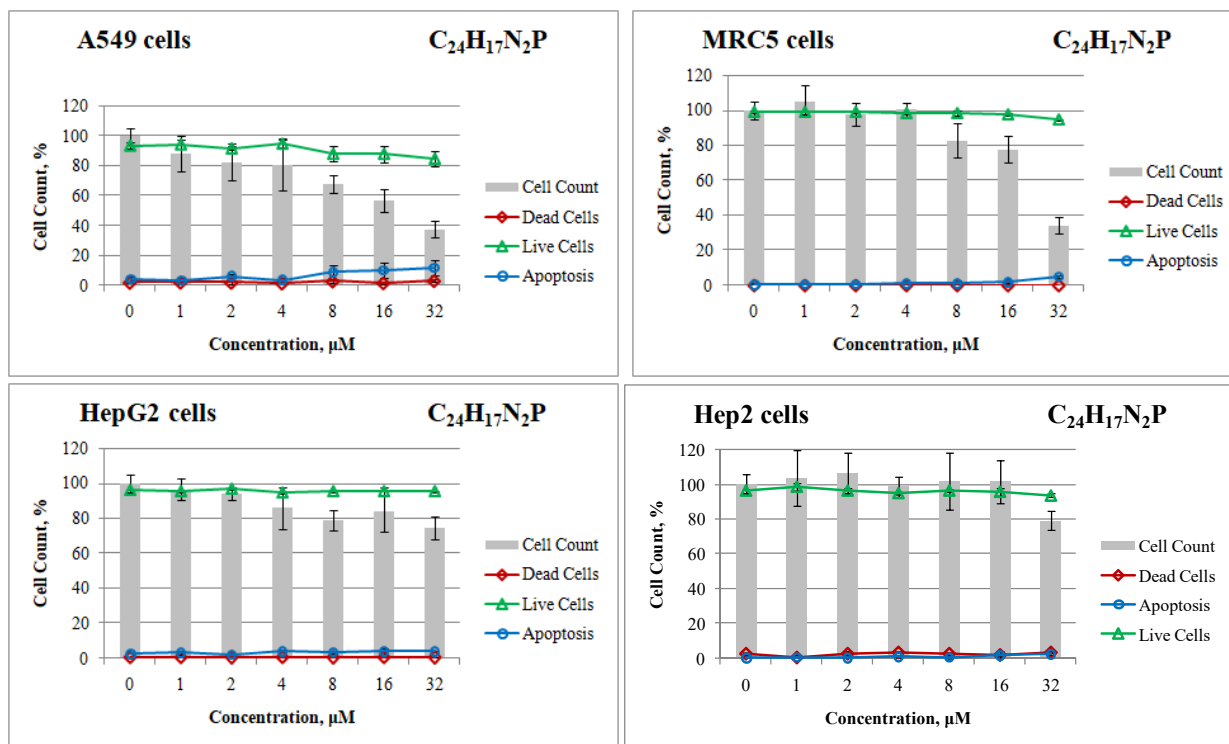 A549 cells C₂₄H₁₇N₂P
120
100
80
60
40
20
0
Cell Count, %
0 1 2 4 8 16 32
Concentration, µM
Cell Count
Dead Cells
Live Cells
Apoptosis
MRC5 cells C₂₄H₁₇N₂P
120
100
80
60
40
20
0
Cell Count, %
0 1 2 4 8 16 32
Concentration, µM
Cell Count
Dead Cells
Live Cells
Apoptosis
HepG2 cells C₂₄H₁₇N₂P
120
100
80
60
40
20
0
Cell Count, %
0 1 2 4 8 16 32
Concentration, µM
Cell Count
Dead Cells
Live Cells
Apoptosis
Hep2 cells C₂₄H₁₇N₂P
120
100
80
60
40
20
0
Cell Count, %
0 1 2 4 8 16 32
Concentration, µM
Cell Count
Dead Cells
Apoptosis
Live Cells